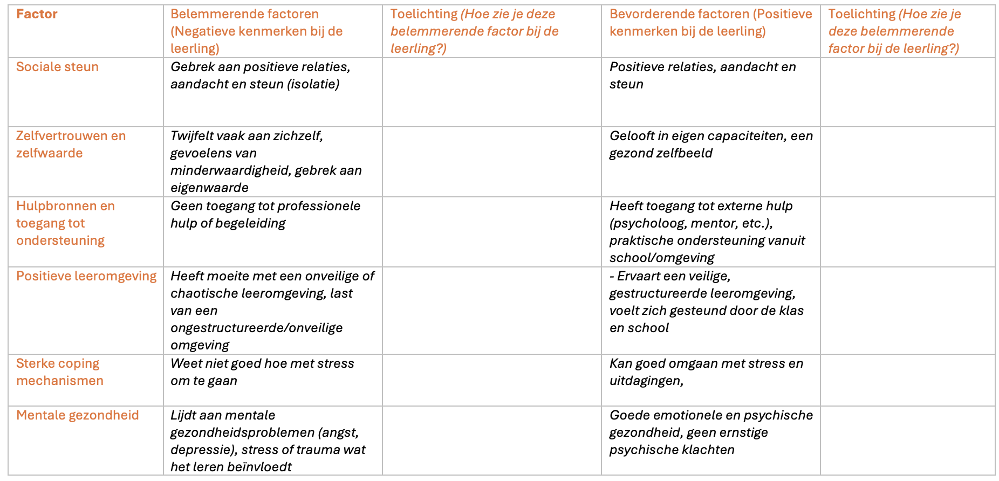 Factor
Belemmerende factoren
(Negatieve kenmerken bij de
leerling)
Toelichting (Hoe zie je deze
belemmerende factor bij de
leerling?)
Bevorderende factoren (Positieve
kenmerken bij de leerling)
Toelichting (Hoe zie je
deze belemmerende
factor bij de leerling?)
Sociale steun
Gebrek aan positieve relaties,
aandacht en steun (isolatie)
Positieve relaties, aandacht en
steun
Zelfvertrouwen en
zelfwaarde
Twijfelt vaak aan zichzelf,
gevoelens van
minderwaardigheid, gebrek aan
eigenwaarde
Gelooft in eigen capaciteiten, een
gezond zelfbeeld
Hulpbronnen en
toegang tot
ondersteuning
Geen toegang tot professionele
hulp of begeleiding
Heeft toegang tot externe hulp
(psycholoog, mentor, etc.),
praktische ondersteuning vanuit
school/omgeving
Positieve leeromgeving
Heeft moeite met een onveilige of
chaotische leeromgeving, last
van een
ongestructureerde/onveilige
omgeving
- Ervaart een veilige,
gestructureerde leeromgeving,
voelt zich gesteund door de klas
en school
Sterke coping
mechanismen
Weet niet goed hoe met stress
om te gaan
Kan goed omgaan met stress en
uitdagingen,
Mentale gezondheid
Lijdt aan mentale
gezondheidsproblemen (angst,
depressie), stress of trauma wat
het leren beïnvloedt
Goede emotionele en psychische
gezondheid, geen ernstige
psychische klachten